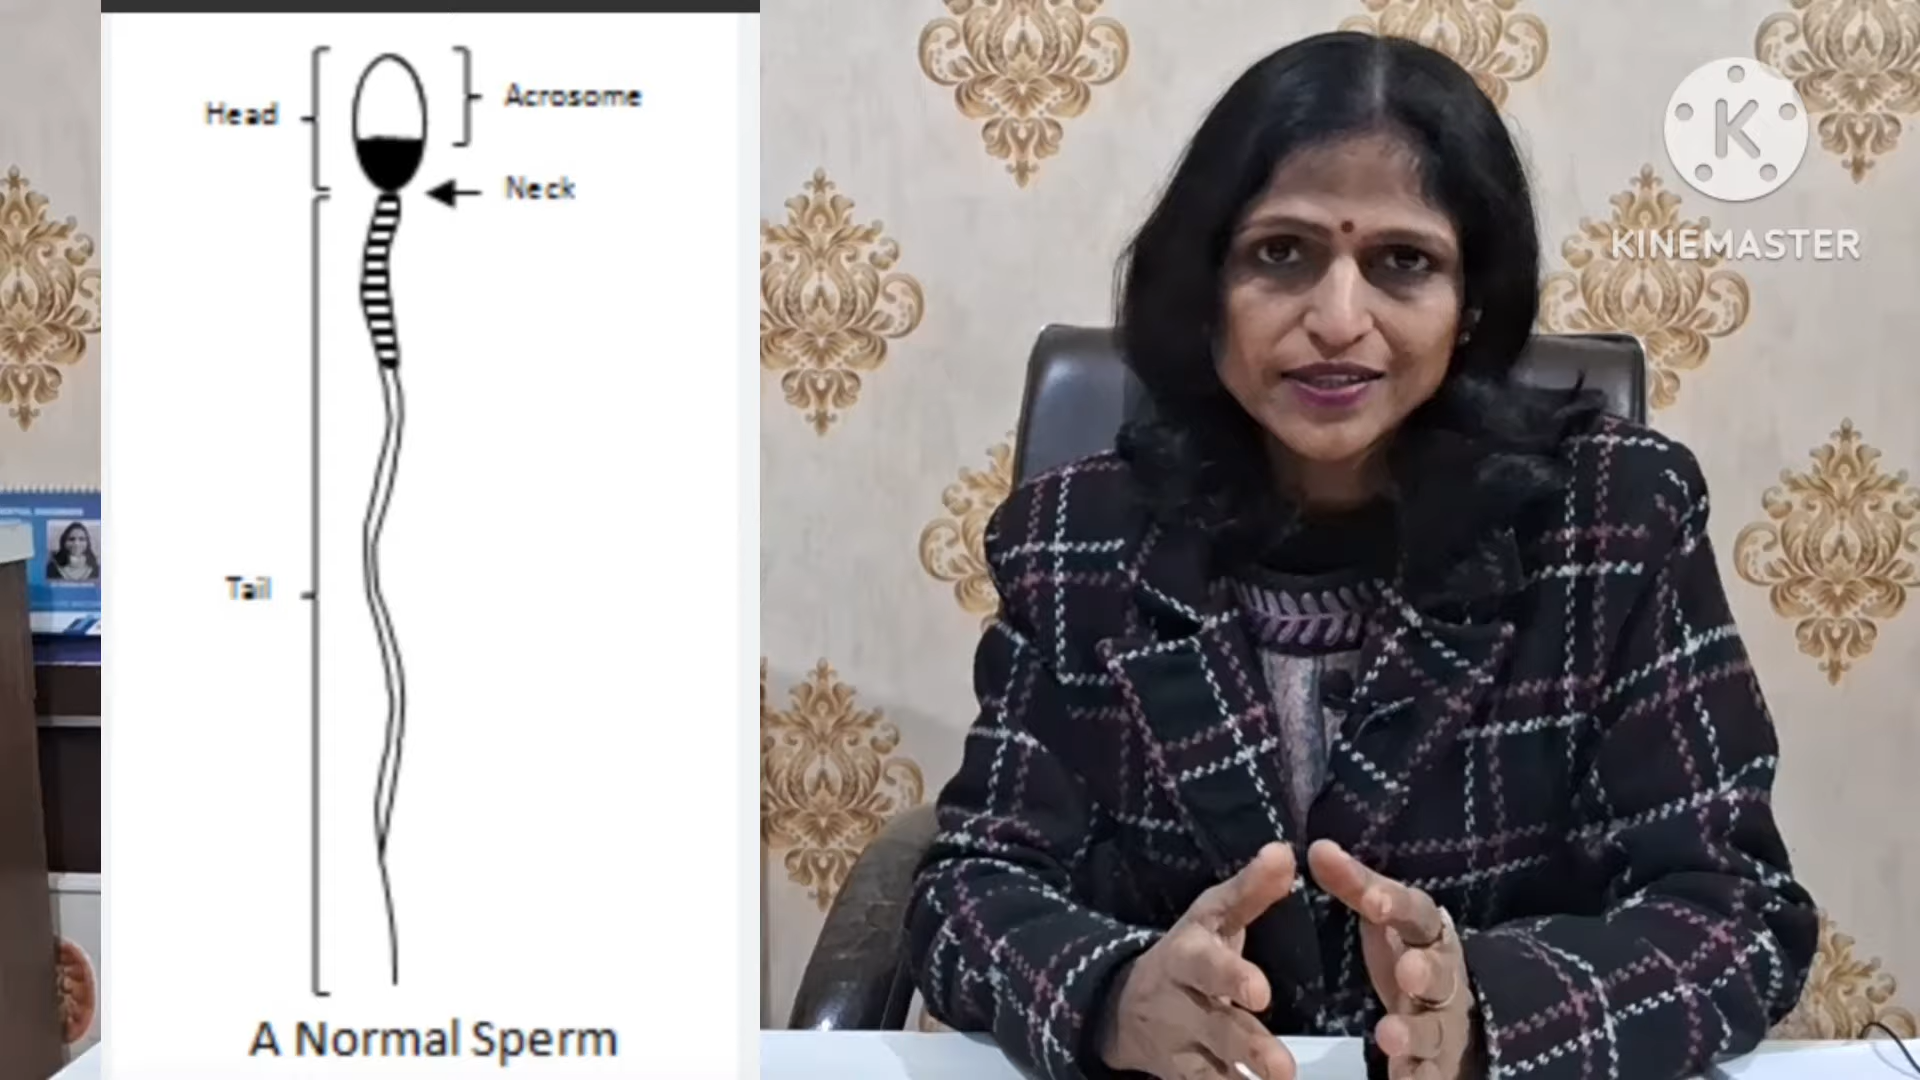 Head
Acrosome
Neck
Tail
A Normal Sperm
K
KINEMASTER